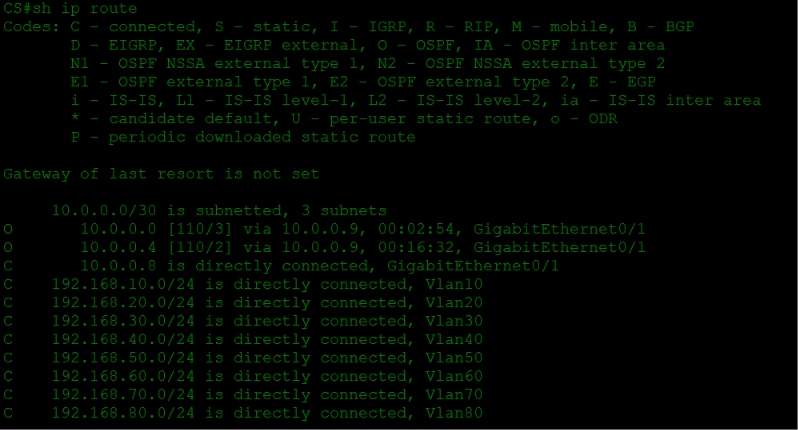 CS#sh ip route
Codes: C - connected, S - static, I - IGRP, R - RIP, M - mobile, B - BGP
D - EIGRP, EX - EIGRP external, O - OSPF, IA - OSPF inter area
N1 - OSPF NSSA external type 1, N2 - OSPF NSSA external type 2
E1 - OSPF external type 1, E2 - OSPF external type 2, E - EGP
i - IS-IS, L1 - IS-IS level-1, L2 - IS-IS level-2, ia - IS-IS inter area
* - candidate default, U - per-user static route, o - ODR
P - periodic downloaded static route
Gateway of last resort is not set
10.0.0.0/30 is subnetted, 3 subnets
O 10.0.0.0 [110/3] via 10.0.0.9, 00:02:54, GigabitEthernet0/1
O 10.0.0.4 [110/2] via 10.0.0.9, 00:16:32, GigabitEthernet0/1
C 10.0.0.8 is directly connected, GigabitEthernet0/1
C 192.168.10.0/24 is directly connected, Vlan10
C 192.168.20.0/24 is directly connected, Vlan20
C 192.168.30.0/24 is directly connected, Vlan30
C 192.168.40.0/24 is directly connected, Vlan40
C 192.168.50.0/24 is directly connected, Vlan50
C 192.168.60.0/24 is directly connected, Vlan60
C 192.168.70.0/24 is directly connected, Vlan70
C 192.168.80.0/24 is directly connected, Vlan80